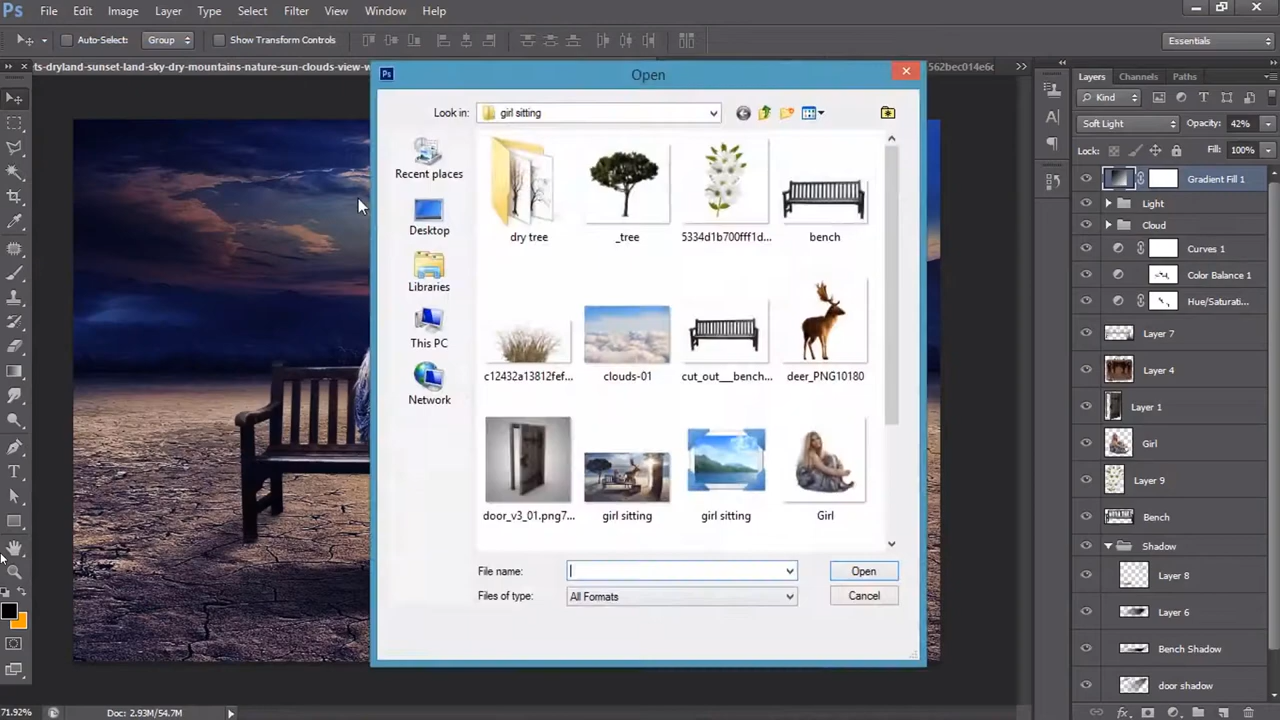 Ps File Edit Image Layer Type Select Filter View Window Help
Auto-Select: Group Show Transform Controls Essentials
ts-dryland-sunset-land-sky-dry-mountains-nature-sun-clouds-view-w 562bec014e6c
Open
Look in: girl sitting
Recent places
Desktop
Libraries
This PC
Network
dry tree _tree 5334d1b700fff1d... bench
c12432a13812fef... clouds-01 cut_out___bench... deer_PNG10180
door_v3_01.png7... girl sitting girl sitting Girl
File name: Open
Files of type: All Formats Cancel
Layers Channels Paths
Kind
Soft Light Opacity: 42%
Lock: Fill: 100%
Gradient Fill 1
Light
Cloud
Curves 1
Color Balance 1
Hue/Saturati...
Layer 7
Layer 4
Layer 1
Girl
Layer 9
Bench
Shadow
Layer 8
Layer 6
Bench Shadow
door shadow
71.92% Doc: 2.93M/54.7M